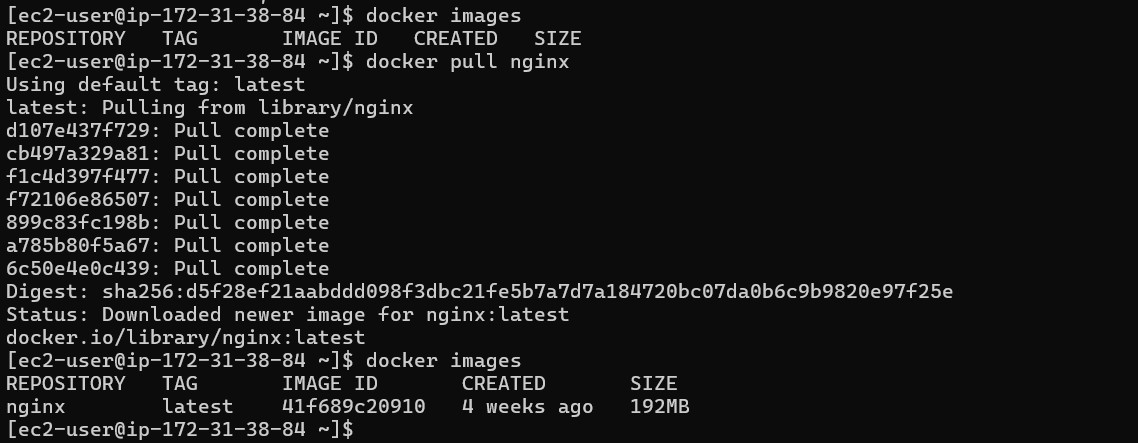 [ec2-user@ip-172-31-38-84 ~]$ docker images
REPOSITORY   TAG       IMAGE ID   CREATED   SIZE
[ec2-user@ip-172-31-38-84 ~]$ docker pull nginx
Using default tag: latest
latest: Pulling from library/nginx
d107e437f729: Pull complete
cb497a329a81: Pull complete
f1c4d397f477: Pull complete
f72106e86507: Pull complete
899c83fc198b: Pull complete
a785b80f5a67: Pull complete
6c50e4e0c439: Pull complete
Digest: sha256:d5f28ef21aabddd098f3dbc21fe5b7a7d7a184720bc07da0b6c9b9820e97f25e
Status: Downloaded newer image for nginx:latest
docker.io/library/nginx:latest
[ec2-user@ip-172-31-38-84 ~]$ docker images
REPOSITORY   TAG       IMAGE ID       CREATED       SIZE
nginx        latest    41f689c20910   4 weeks ago   192MB
[ec2-user@ip-172-31-38-84 ~]$